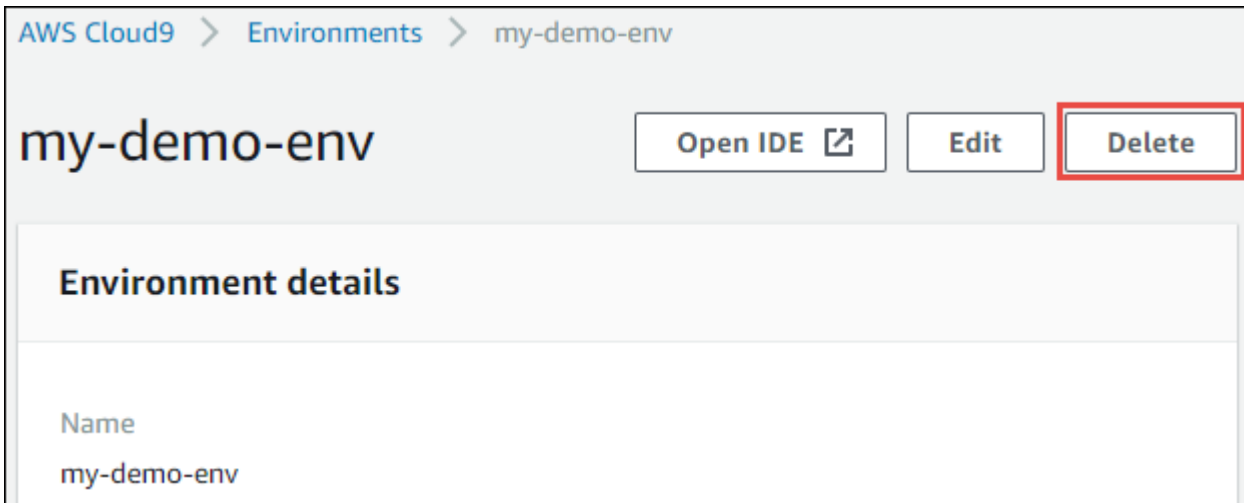 AWS Cloud9 > Environments > my-demo-env
my-demo-env Open IDE Edit Delete
Environment details
Name
my-demo-env